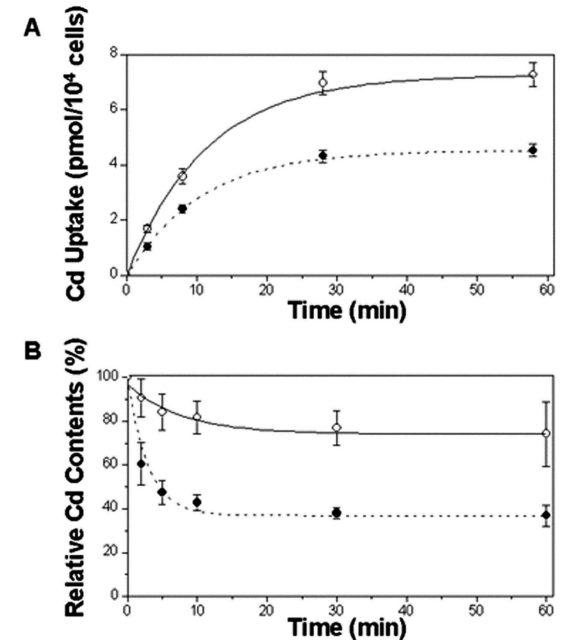 A
Cd Uptake (pmol/10⁴ cells)
8
6
4
2
0
0 10 20 30 40 50 60
Time (min)
B
Relative Cd Contents (%)
100
80
60
40
20
0
0 10 20 30 40 50 60
Time (min)